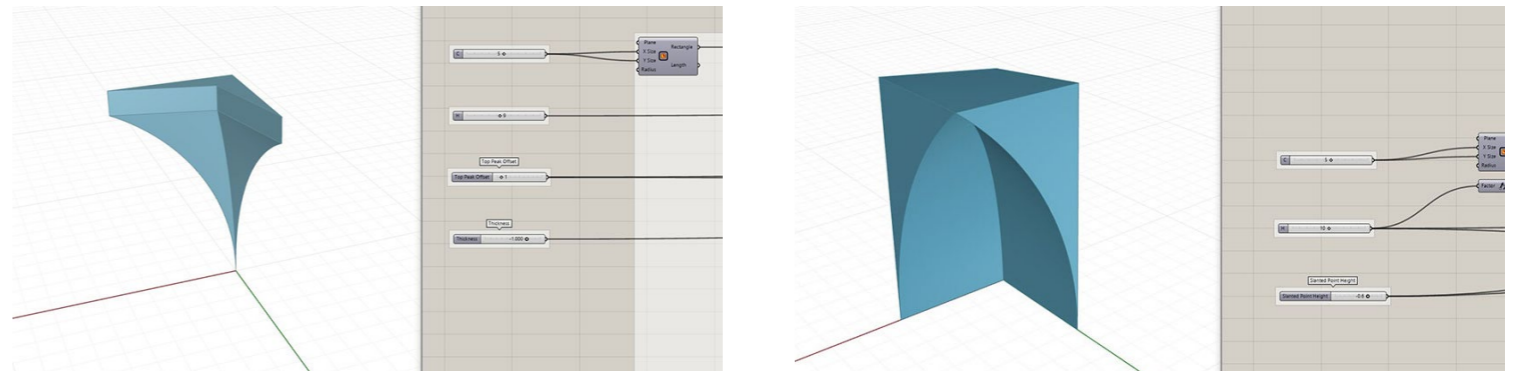 C 5
Plane
X Size
Y Size
Radius
Rectangle
Length
H 8
Top Peak Offset
Top Peak Offset 1
Thickness
Thickness -1.000
C 5
Plane
X Size
Y Size
Radius
Factor
H 10
Slanted Point Height
Slanted Point Height -0.6